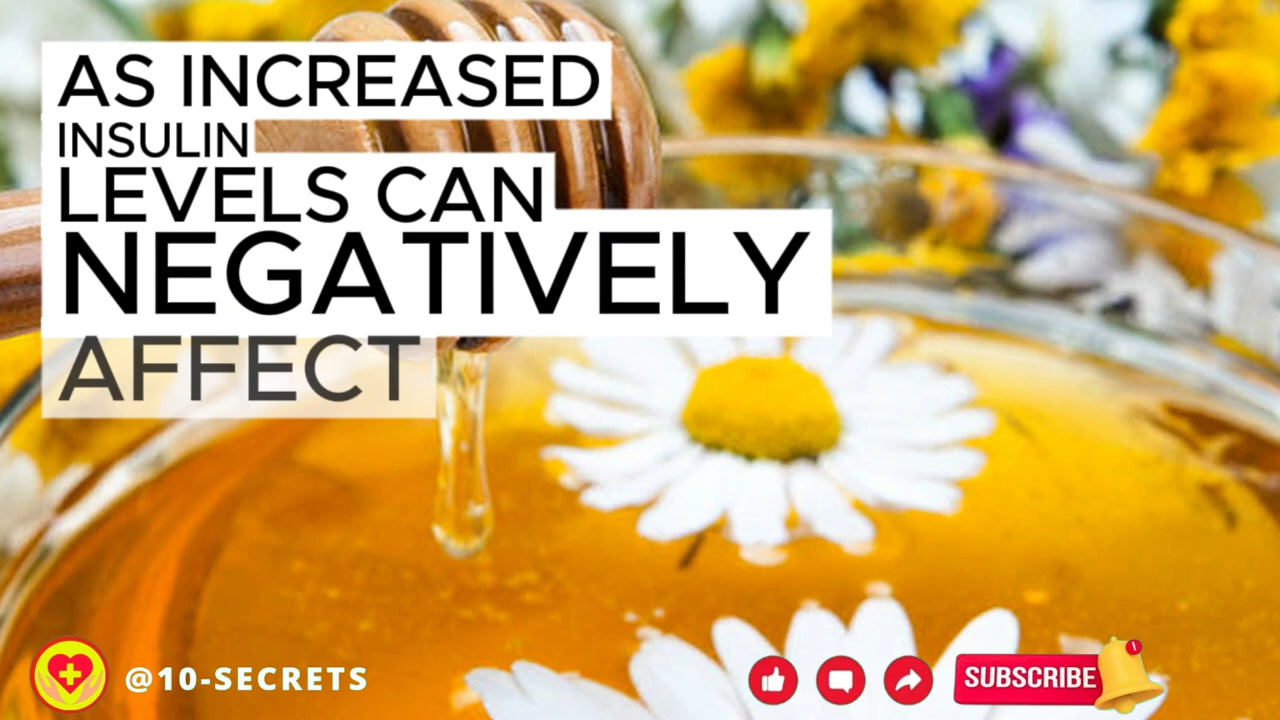 AS INCREASED
INSULIN
LEVELS CAN
NEGATIVELY
AFFECT
@10-SECRETS
SUBSCRIBE